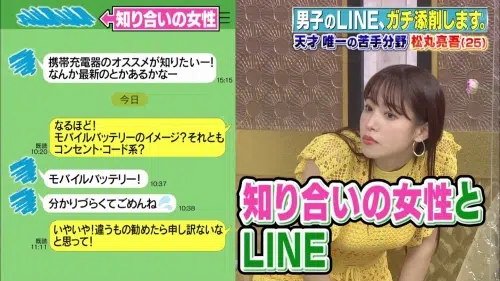 知り合いの女性
男子のLINE、ガチ添削します。
天才 唯一の苦手分野 松丸亮吾(25)
携帯充電器のオススメが知りたいー!
なんか最新のとかあるかなー
15:15
今日
なるほど!
モバイルバッテリーのイメージ?それとも
コンセント・コード系?
既読
10:20
モバイルバッテリー!
10:37
分かりづらくてごめんね
10:38
いやいや!違うもの勧めたら申し訳ないな
と思って!
既読
11:11
知り合いの女性と
LINE